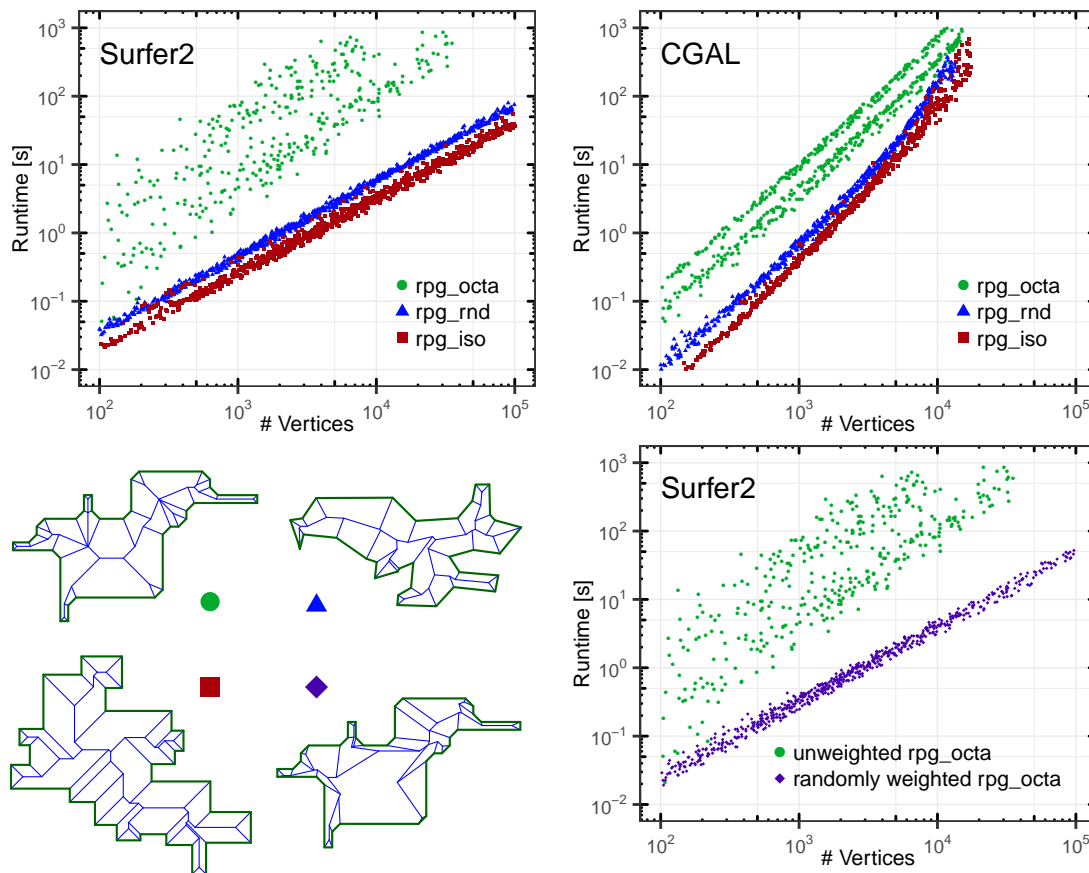 Surfer2
10³
10²
10¹
10⁰
10⁻¹
10⁻²
Runtime [s]
rpg_octa
rpg_rnd
rpg_iso
10² 10³ 10⁴ 10⁵
# Vertices
CGAL
10³
10²
10¹
10⁰
10⁻¹
10⁻²
Runtime [s]
rpg_octa
rpg_rnd
rpg_iso
10² 10³ 10⁴ 10⁵
# Vertices
Surfer2
10³
10²
10¹
10⁰
10⁻¹
10⁻²
Runtime [s]
unweighted rpg_octa
randomly weighted rpg_octa
10² 10³ 10⁴ 10⁵
# Vertices